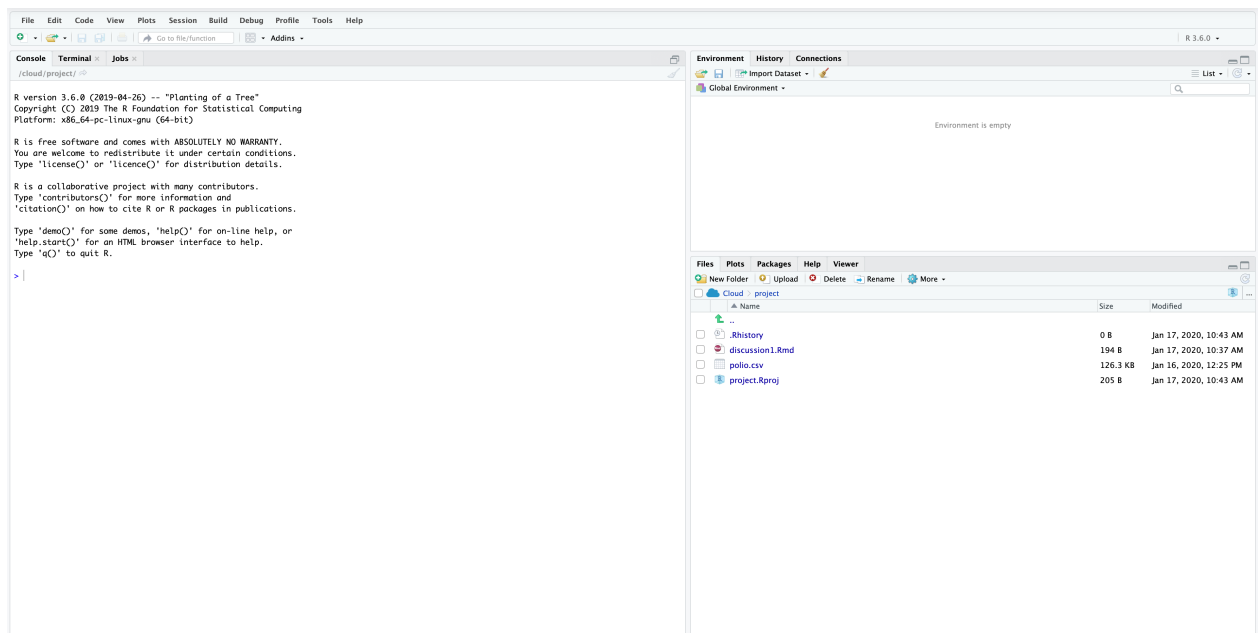 File Edit Code View Plots Session Build Debug Profile Tools Help
Go to file/function Addins R 3.6.0
Console Terminal Jobs
/cloud/project/
R version 3.6.0 (2019-04-26) -- "Planting of a Tree"
Copyright (C) 2019 The R Foundation for Statistical Computing
Platform: x86_64-pc-linux-gnu (64-bit)
R is free software and comes with ABSOLUTELY NO WARRANTY.
You are welcome to redistribute it under certain conditions.
Type 'license()' or 'licence()' for distribution details.
R is a collaborative project with many contributors.
Type 'contributors()' for more information and
'citation()' on how to cite R or R packages in publications.
Type 'demo()' for some demos, 'help()' for on-line help, or
'help.start()' for an HTML browser interface to help.
Type 'q()' to quit R.
>
Environment History Connections
Import Dataset List
Global Environment
Environment is empty
Files Plots Packages Help Viewer
New Folder Upload Delete Rename More
Cloud project ...
Name Size Modified
..
.Rhistory 0 B Jan 17, 2020, 10:43 AM
discussion1.Rmd 194 B Jan 17, 2020, 10:37 AM
polio.csv 126.3 KB Jan 16, 2020, 12:25 PM
project.Rproj 205 B Jan 17, 2020, 10:43 AM